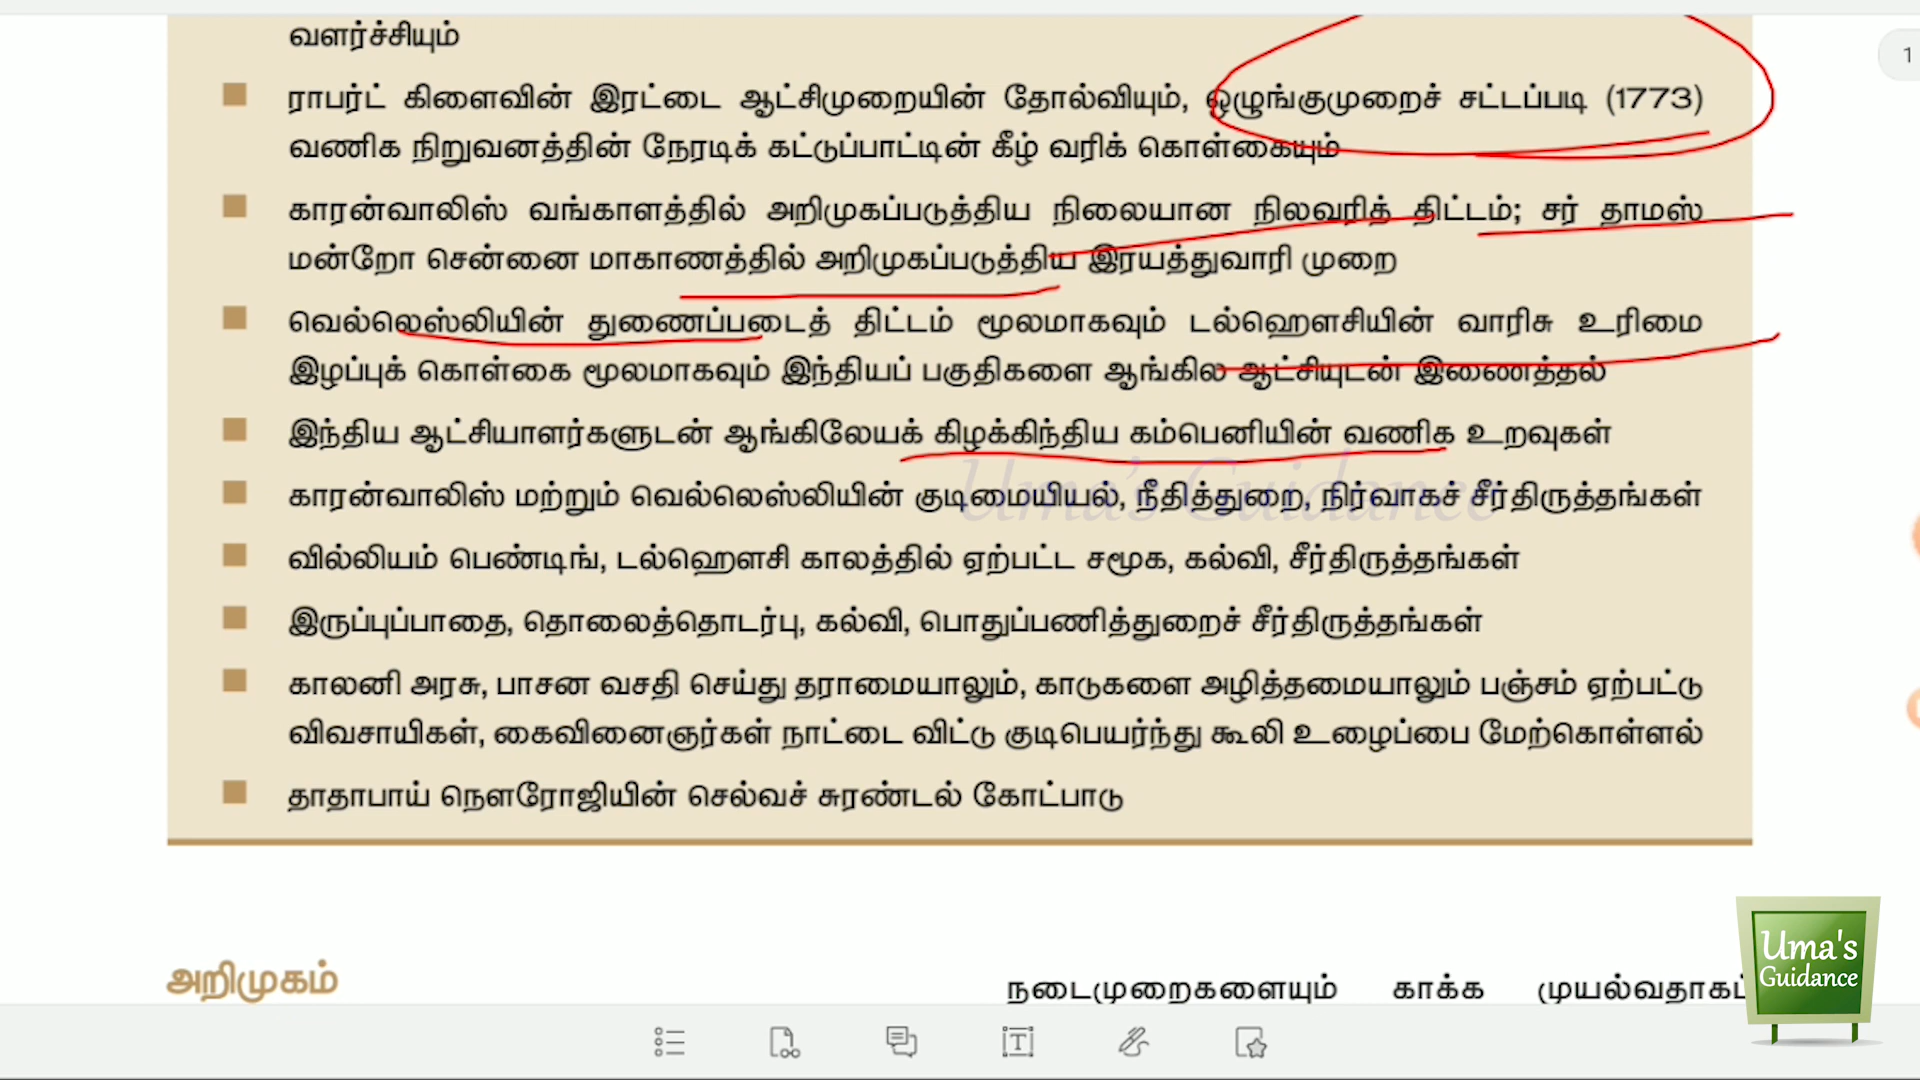 வளர்ச்சியும்
1
ராபர்ட் கிளைவின் இரட்டை ஆட்சிமுறையின் தோல்வியும், ஒழுங்குமுறைச் சட்டப்படி (1773)
வணிக நிறுவனத்தின் நேரடிக் கட்டுப்பாட்டின் கீழ் வரிக் கொள்கையும்
காரன்வாலிஸ் வங்காளத்தில் அறிமுகப்படுத்திய நிலையான நிலவரித் திட்டம்; சர் தாமஸ்
மன்றோ சென்னை மாகாணத்தில் அறிமுகப்படுத்திய இரயத்துவாரி முறை
வெல்லெஸ்லியின் துணைப்படைத் திட்டம் மூலமாகவும் டல்ஹௌசியின் வாரிசு உரிமை
இழப்புக் கொள்கை மூலமாகவும் இந்தியப் பகுதிகளை ஆங்கில ஆட்சியுடன் இணைத்தல்
இந்திய ஆட்சியாளர்களுடன் ஆங்கிலேயக் கிழக்கிந்திய கம்பெனியின் வணிக உறவுகள்
Uma's Guidance
காரன்வாலிஸ் மற்றும் வெல்லெஸ்லியின் குடிமையியல், நீதித்துறை, நிர்வாகச் சீர்திருத்தங்கள்
வில்லியம் பெண்டிங், டல்ஹௌசி காலத்தில் ஏற்பட்ட சமூக, கல்வி, சீர்திருத்தங்கள்
இருப்புப்பாதை, தொலைத்தொடர்பு, கல்வி, பொதுப்பணித்துறைச் சீர்திருத்தங்கள்
காலனி அரசு, பாசன வசதி செய்து தராமையாலும், காடுகளை அழித்தமையாலும் பஞ்சம் ஏற்பட்டு
விவசாயிகள், கைவினைஞர்கள் நாட்டை விட்டு குடிபெயர்ந்து கூலி உழைப்பை மேற்கொள்ளல்
தாதாபாய் நௌரோஜியின் செல்வச் சுரண்டல் கோட்பாடு
அறிமுகம்
நடைமுறைகளையும் காக்க
Uma's
Guidance